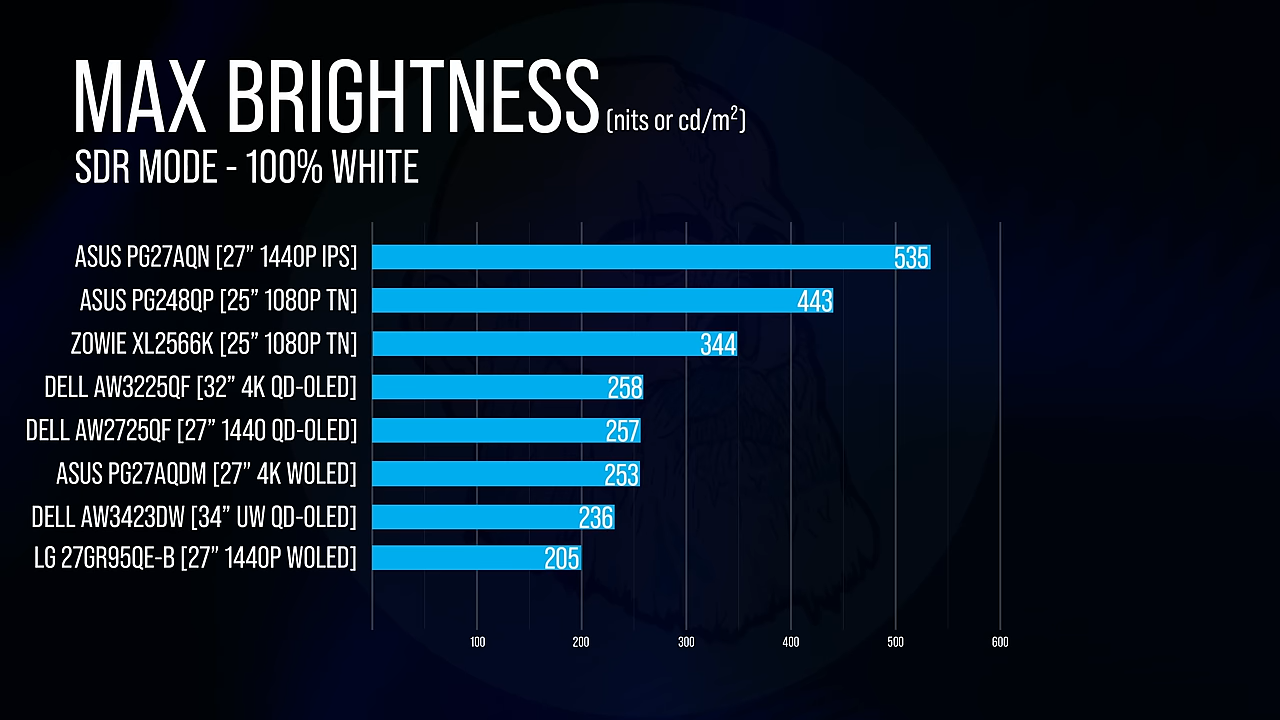 MAX BRIGHTNESS (nits or cd/m²)
SDR MODE - 100% WHITE
ASUS PG27AQN [27” 1440P IPS] 535
ASUS PG248QP [25” 1080P TN] 443
ZOWIE XL2566K [25” 1080P TN] 344
DELL AW3225QF [32” 4K QD-OLED] 258
DELL AW2725QF [27” 1440 QD-OLED] 257
ASUS PG27AQDM [27” 4K WOLED] 253
DELL AW3423DW [34” UW QD-OLED] 236
LG 27GR95QE-B [27” 1440P WOLED] 205
100 200 300 400 500 600